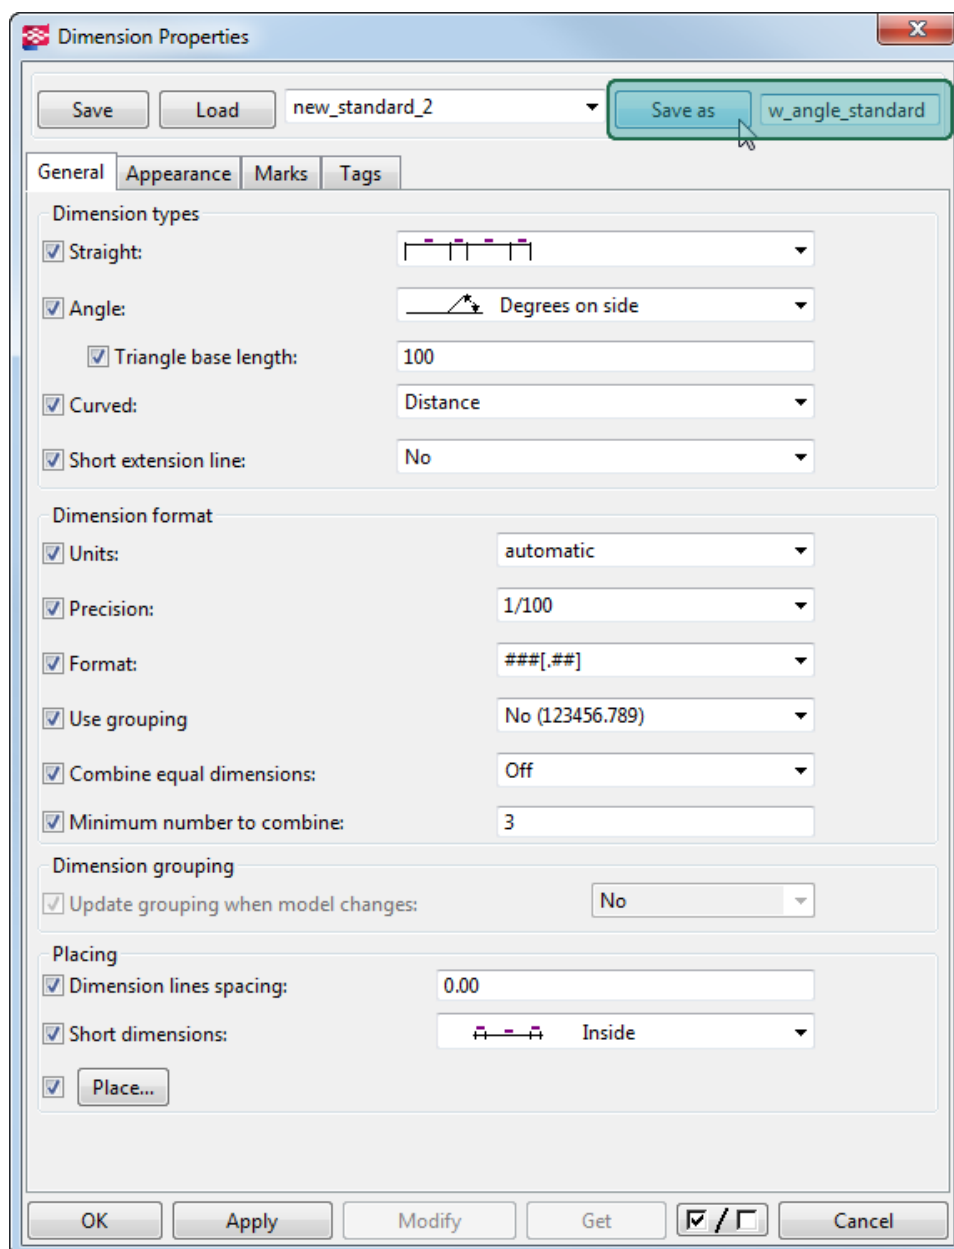 Dimension Properties
Save Load new_standard_2 Save as w_angle_standard
General Appearance Marks Tags
Dimension types
Straight:
Angle: Degrees on side
Triangle base length: 100
Curved: Distance
Short extension line: No
Dimension format
Units: automatic
Precision: 1/100
Format: ###[.##]
Use grouping No (123456.789)
Combine equal dimensions: Off
Minimum number to combine: 3
Dimension grouping
Update grouping when model changes: No
Placing
Dimension lines spacing: 0.00
Short dimensions: Inside
Place...
OK Apply Modify Get / Cancel